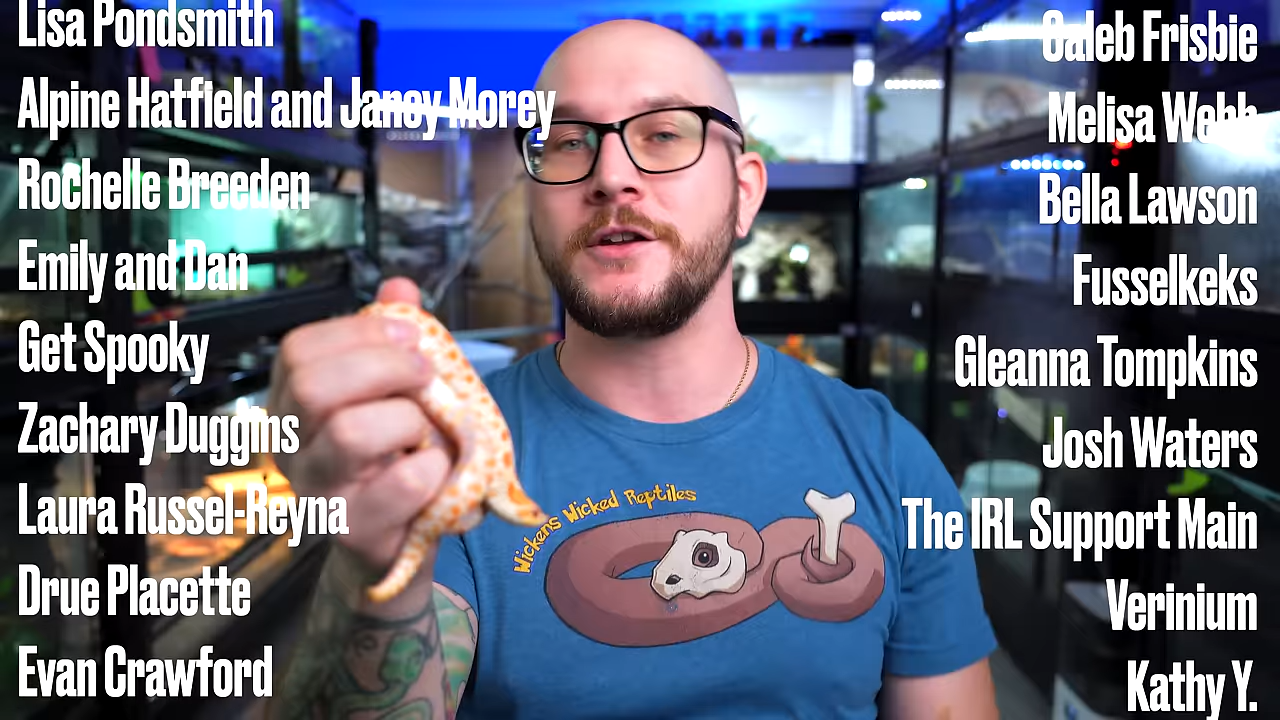 Lisa Pondsmith
Alpine Hatfield and Janey Morey
Rochelle Breeden
Emily and Dan
Get Spooky
Zachary Duggins
Laura Russel-Reyna
Drue Placette
Evan Crawford
Caleb Frisbie
Melisa Webb
Bella Lawson
Fusselkeks
Gleanna Tompkins
Josh Waters
The IRL Support Main
Verinium
Kathy Y.
Wickens Wicked Reptiles